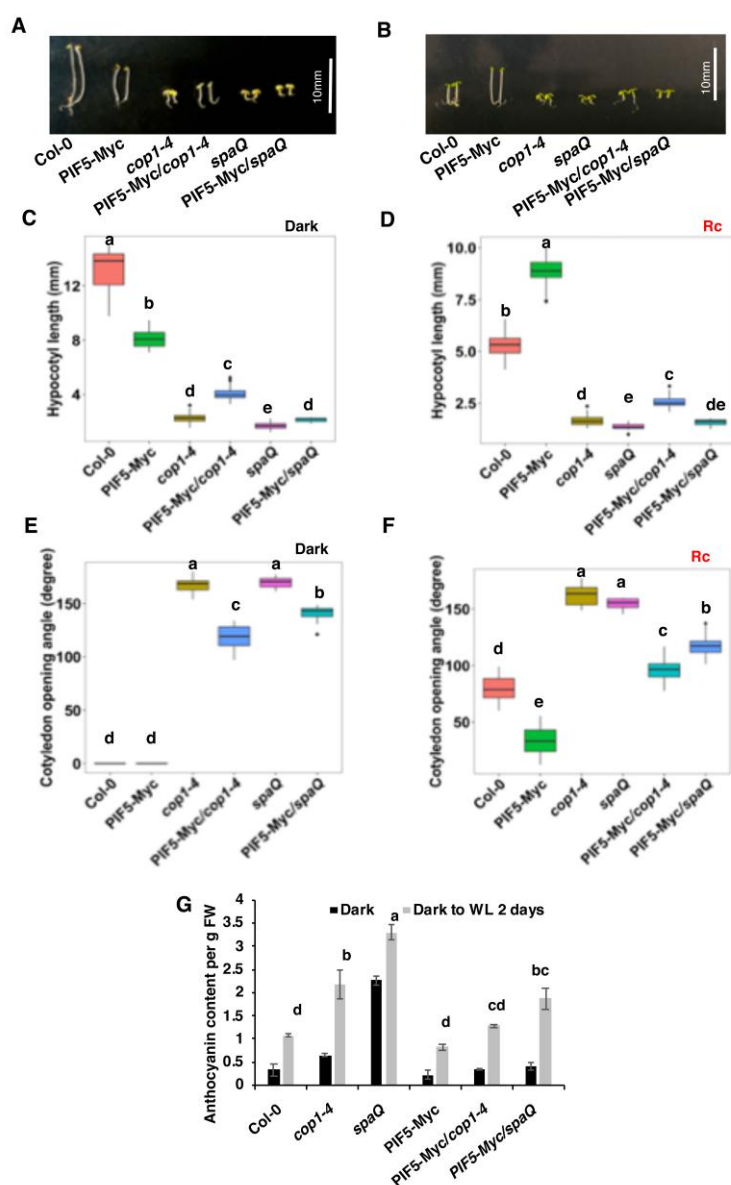 A
B
10mm
10mm
Col-0
PIF5-Myc
cop1-4
PIF5-Myc/cop1-4
spaQ
PIF5-Myc/spaQ
Col-0
PIF5-Myc
cop1-4
spaQ
PIF5-Myc/cop1-4
PIF5-Myc/spaQ
C
Dark
Hypocotyl length (mm)
12
8
4
a
b
d
c
e
d
Col-0
PIF5-Myc
cop1-4
PIF5-Myc/cop1-4
spaQ
PIF5-Myc/spaQ
D
Rc
Hypocotyl length (mm)
10.0
7.5
5.0
2.5
b
a
d
e
c
de
Col-0
PIF5-Myc
cop1-4
spaQ
PIF5-Myc/cop1-4
PIF5-Myc/spaQ
E
Dark
Cotyledon opening angle (degree)
150
100
50
0
d
d
a
c
a
b
Col-0
PIF5-Myc
cop1-4
PIF5-Myc/cop1-4
spaQ
PIF5-Myc/spaQ
F
Rc
Cotyledon opening angle (degree)
150
100
50
d
e
a
a
c
b
Col-0
PIF5-Myc
cop1-4
spaQ
PIF5-Myc/cop1-4
PIF5-Myc/spaQ
G
Anthocyanin content per g FW
4
3.5
3
2.5
2
1.5
1
0.5
0
Dark
Dark to WL 2 days
d
b
a
d
cd
bc
Col-0
cop1-4
spaQ
PIF5-Myc
PIF5-Myc/cop1-4
PIF5-Myc/spaQ